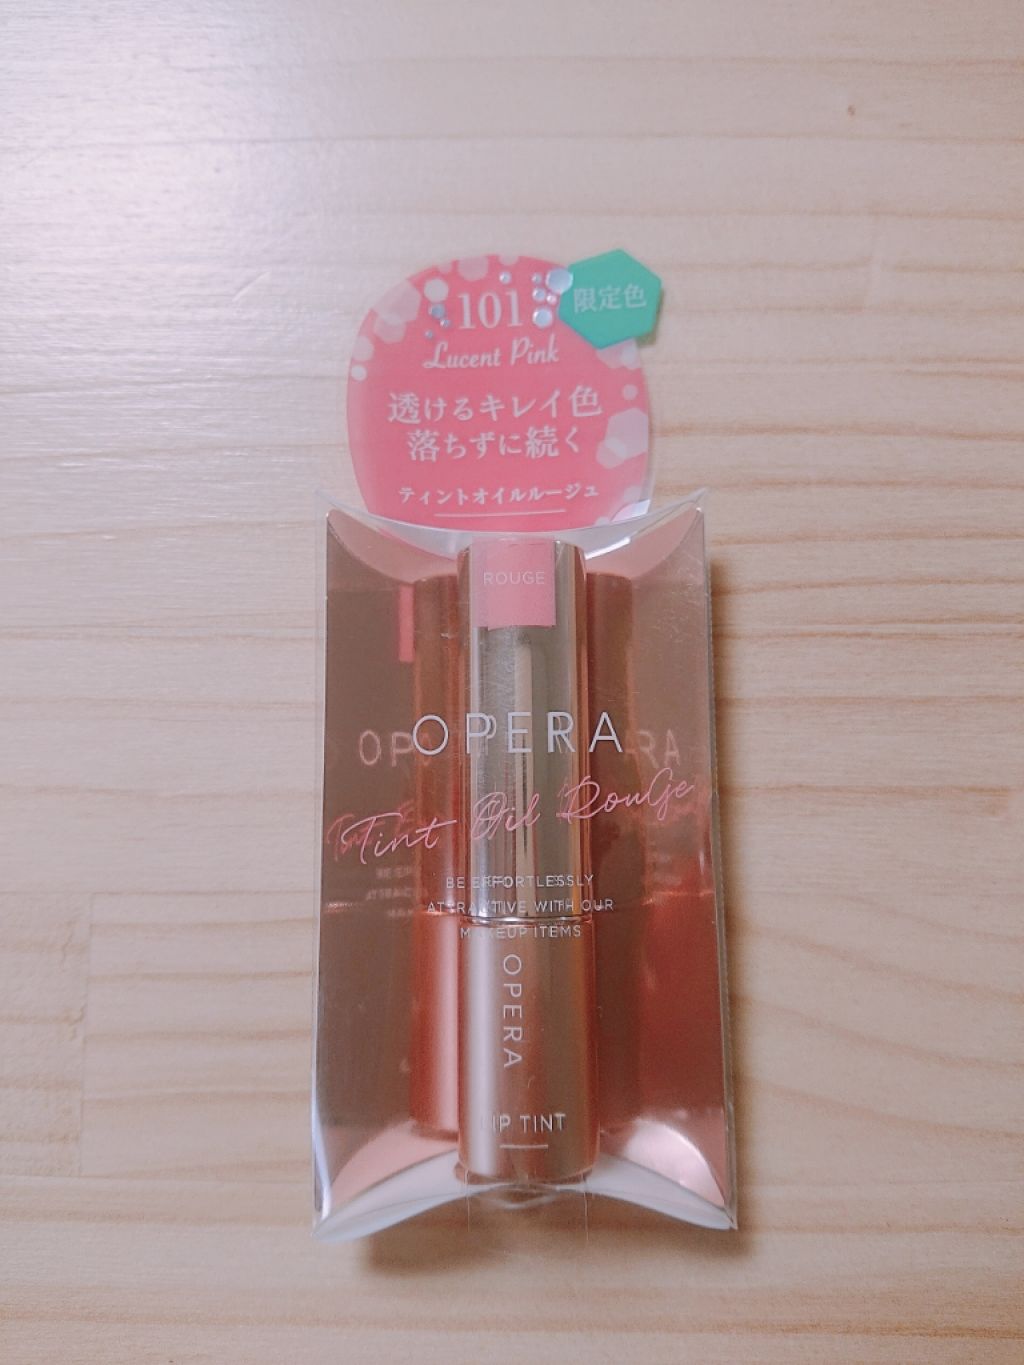 101
限定色
Lucent Pink
透けるキレイ色
落ちずに続く
ティントオイルルージュ
ROUGE
OPERA
Tint Oil Rouge
BE EFFORTLESSLY
ATTRACTIVE WITH OUR
MAKEUP ITEMS
OPERA
LIP TINT